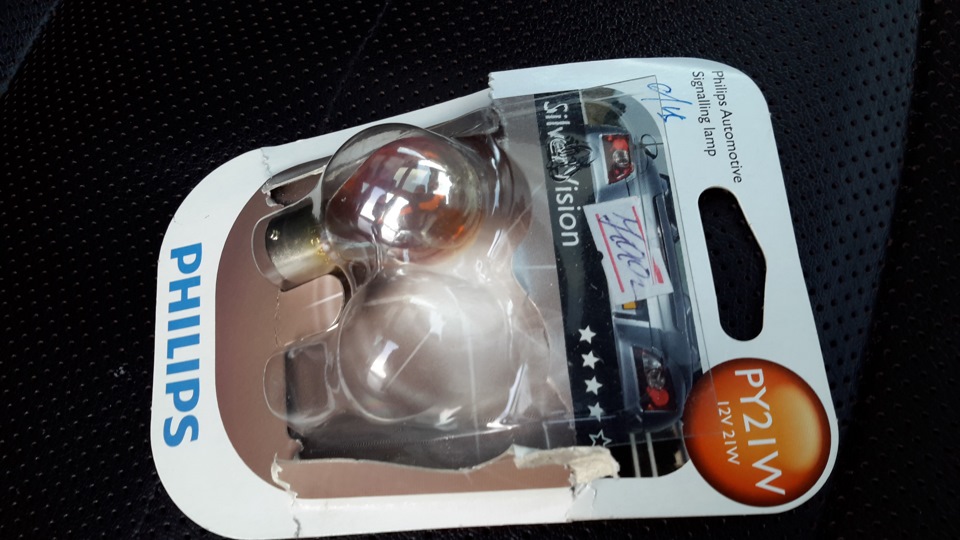 Philips Automotive
Signalling lamp
SilverVision
PY21W
12V 21W
PHILIPS